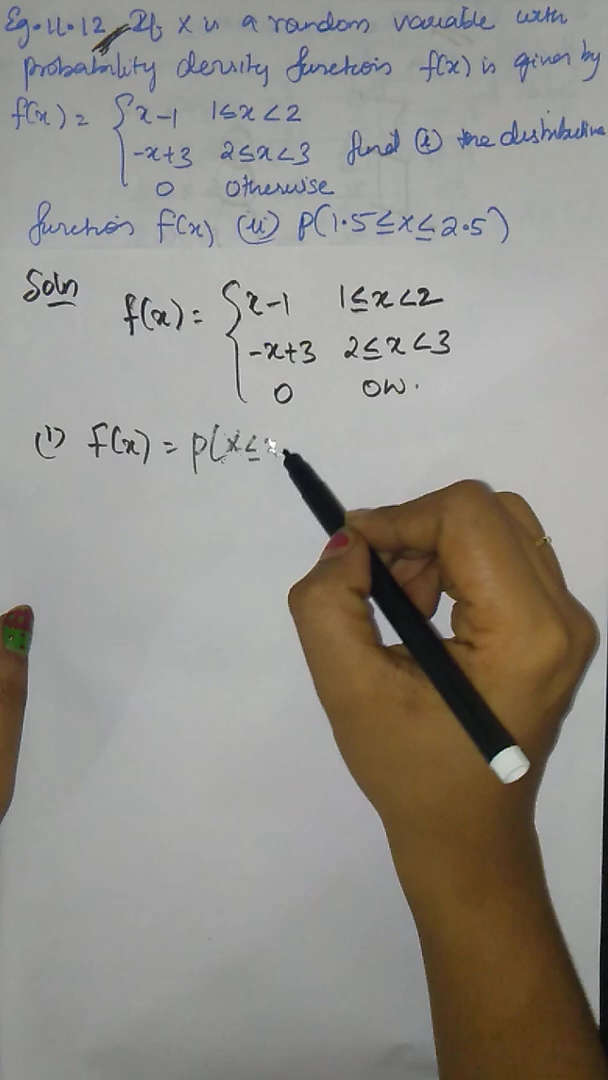 Eg.11.12 If X is a random variable with
probability density function f(x) is given by
f(x) = { x-1 1≤x<2
-x+3 2≤x<3 find (i) the distributive
0 otherwise
function F(x) (ii) P(1.5≤x≤2.5)
Soln f(x) = { x-1 1≤x<2
-x+3 2≤x<3
0 ow.
(i) F(x) = P(X≤x